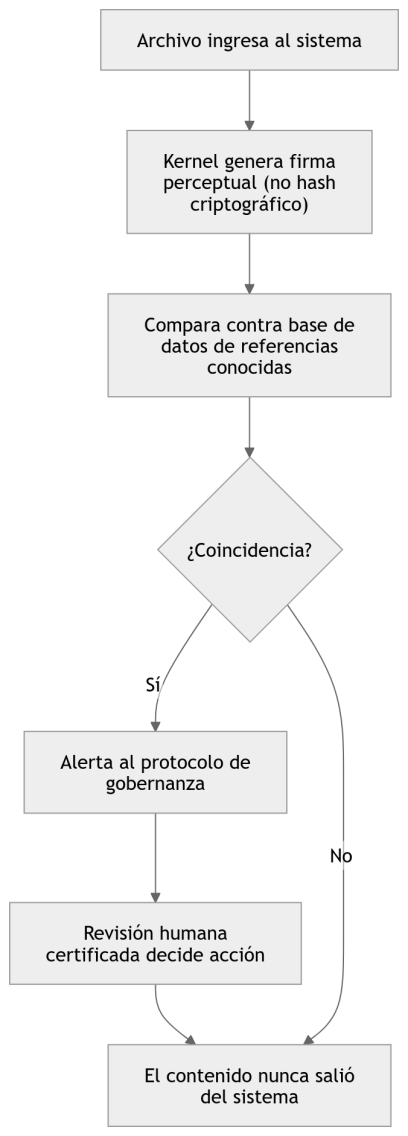 Archivo ingresa al sistema
Kernel genera firma
perceptual (no hash
criptográfico)
Compara contra base de
datos de referencias
conocidas
¿Coincidencia?
Sí
Alerta al protocolo de
gobernanza
No
Revisión humana
certificada decide acción
El contenido nunca salió
del sistema